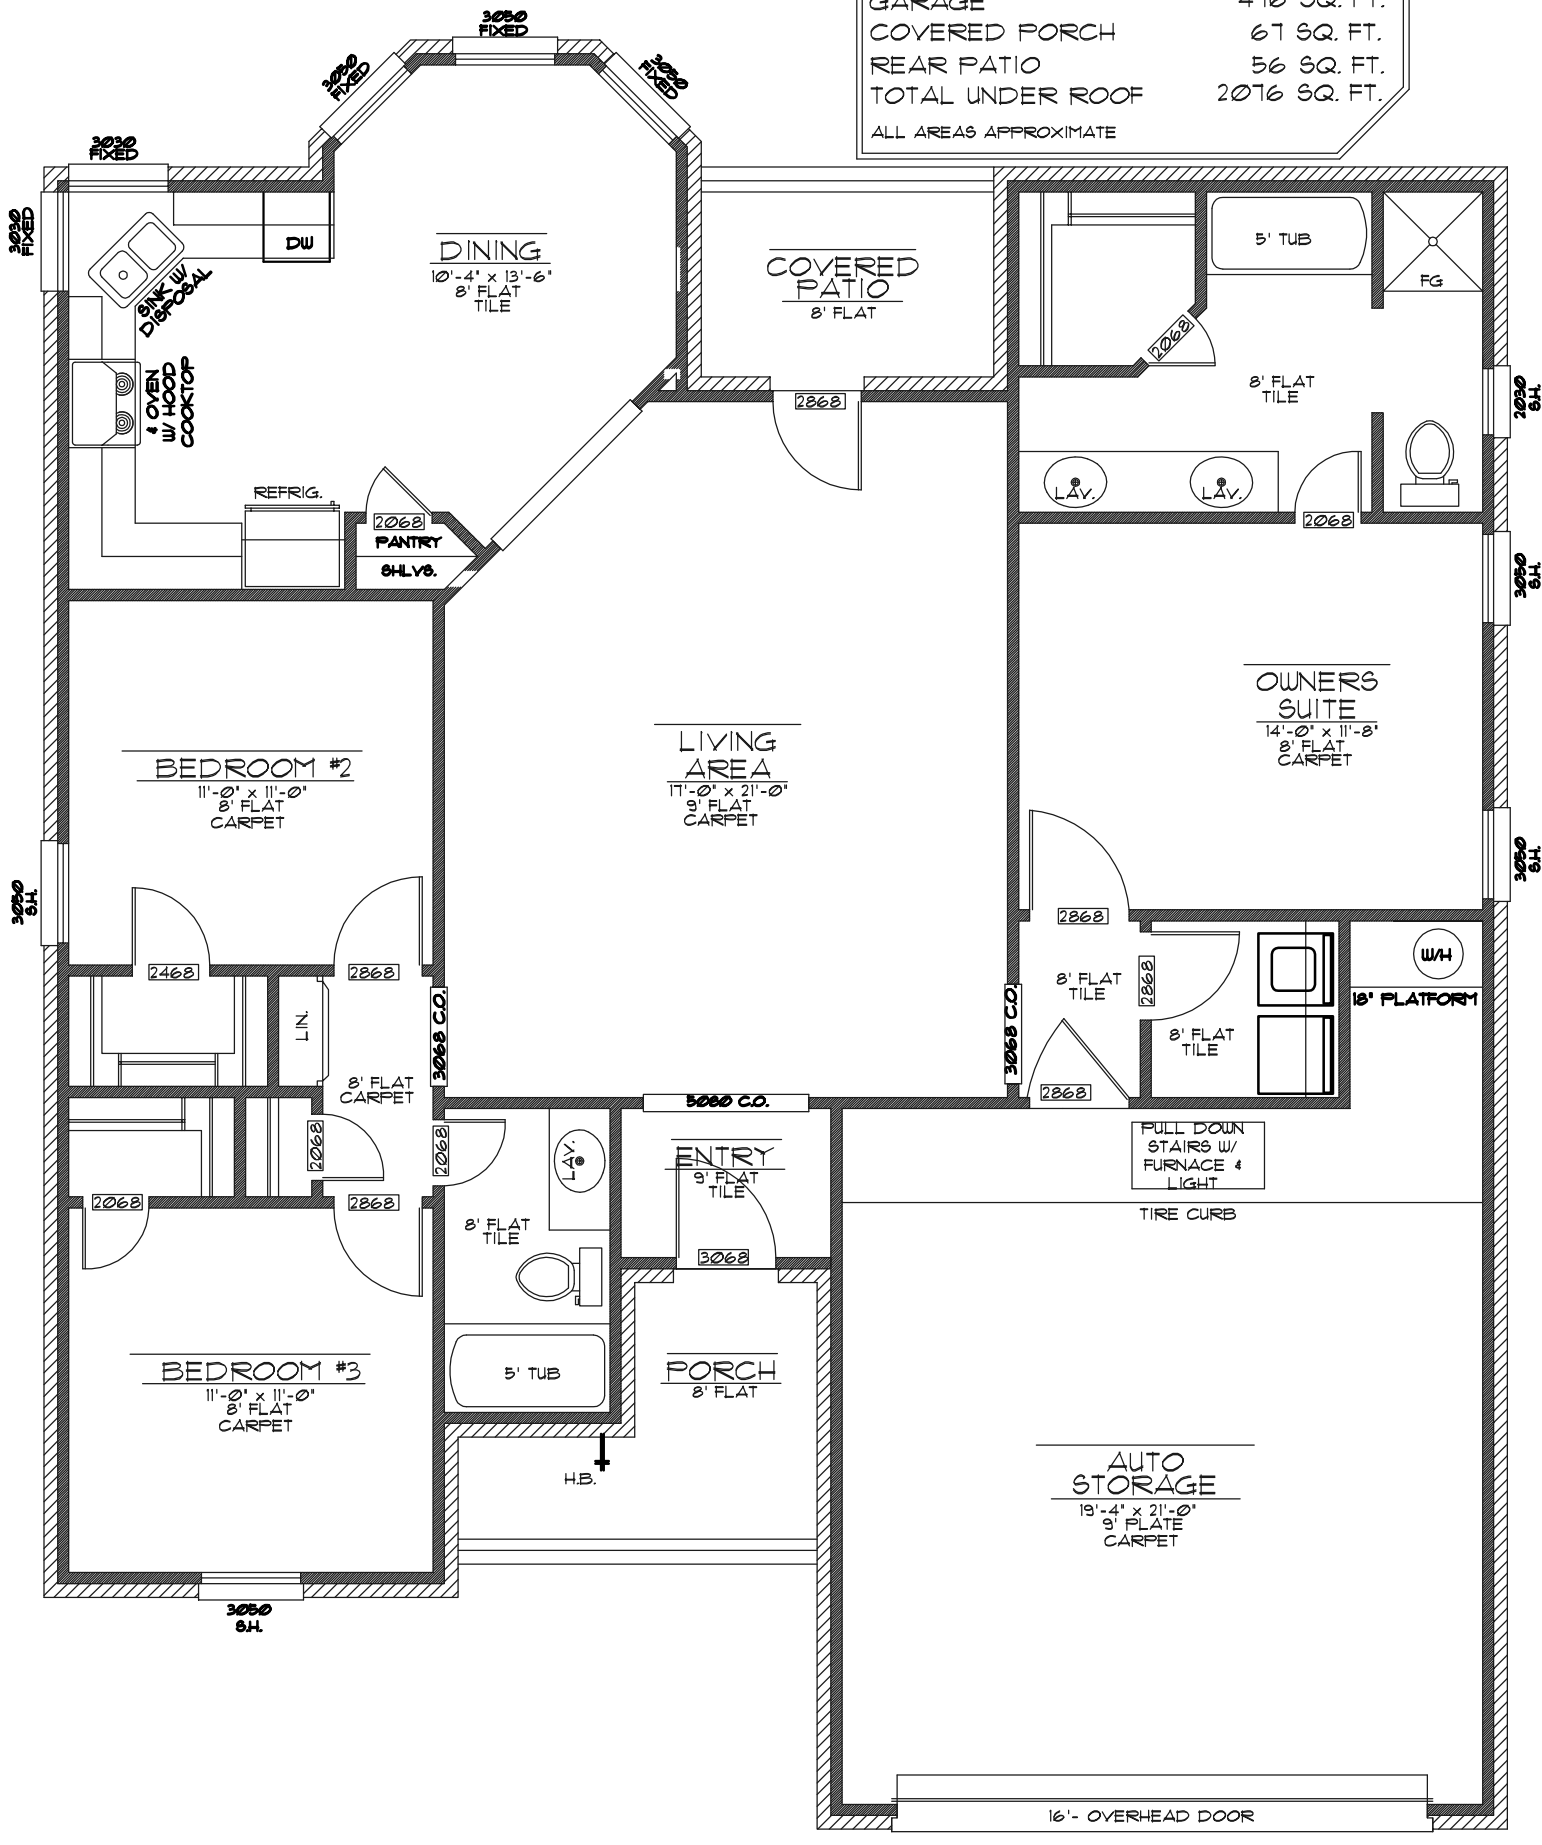 COVERED PORCH 67 SQ. FT.
REAR PATIO 56 SQ. FT.
TOTAL UNDER ROOF 2076 SQ. FT.
ALL AREAS APPROXIMATE
3050
FIXED
3050
FIXED
3050
FIXED
3030
FIXED
3030
FIXED
DW
SINK W/
DISPOSAL
DINING
10'-4" x 13'-6"
8' FLAT
TILE
COVERED
PATIO
8' FLAT
5' TUB
FG
2068
8' FLAT
TILE
2030
S.H.
& OVEN
W/ HOOD
COOKTOP
2868
LAV.
LAV.
2068
REFRIG.
2068
PANTRY
SHLVS.
3050
S.H.
OWNERS
SUITE
14'-0" x 11'-8"
8' FLAT
CARPET
LIVING
AREA
17'-0" x 21'-0"
9' FLAT
CARPET
BEDROOM #2
11'-0" x 11'-0"
8' FLAT
CARPET
3050
S.H.
3050
S.H.
2468
2868
2868
2868
W/H
18" PLATFORM
LIN.
3068 C.O.
3068 C.O.
8' FLAT
TILE
8' FLAT
TILE
8' FLAT
CARPET
2868
5080 C.O.
2068
2068
LAV.
ENTRY
9' FLAT
TILE
PULL DOWN
STAIRS W/
FURNACE &
LIGHT
TIRE CURB
2068
2868
8' FLAT
TILE
3068
BEDROOM #3
11'-0" x 11'-0"
8' FLAT
CARPET
5' TUB
PORCH
8' FLAT
H.B.
AUTO
STORAGE
19'-4" x 21'-0"
9' PLATE
CARPET
3050
S.H.
16'- OVERHEAD DOOR